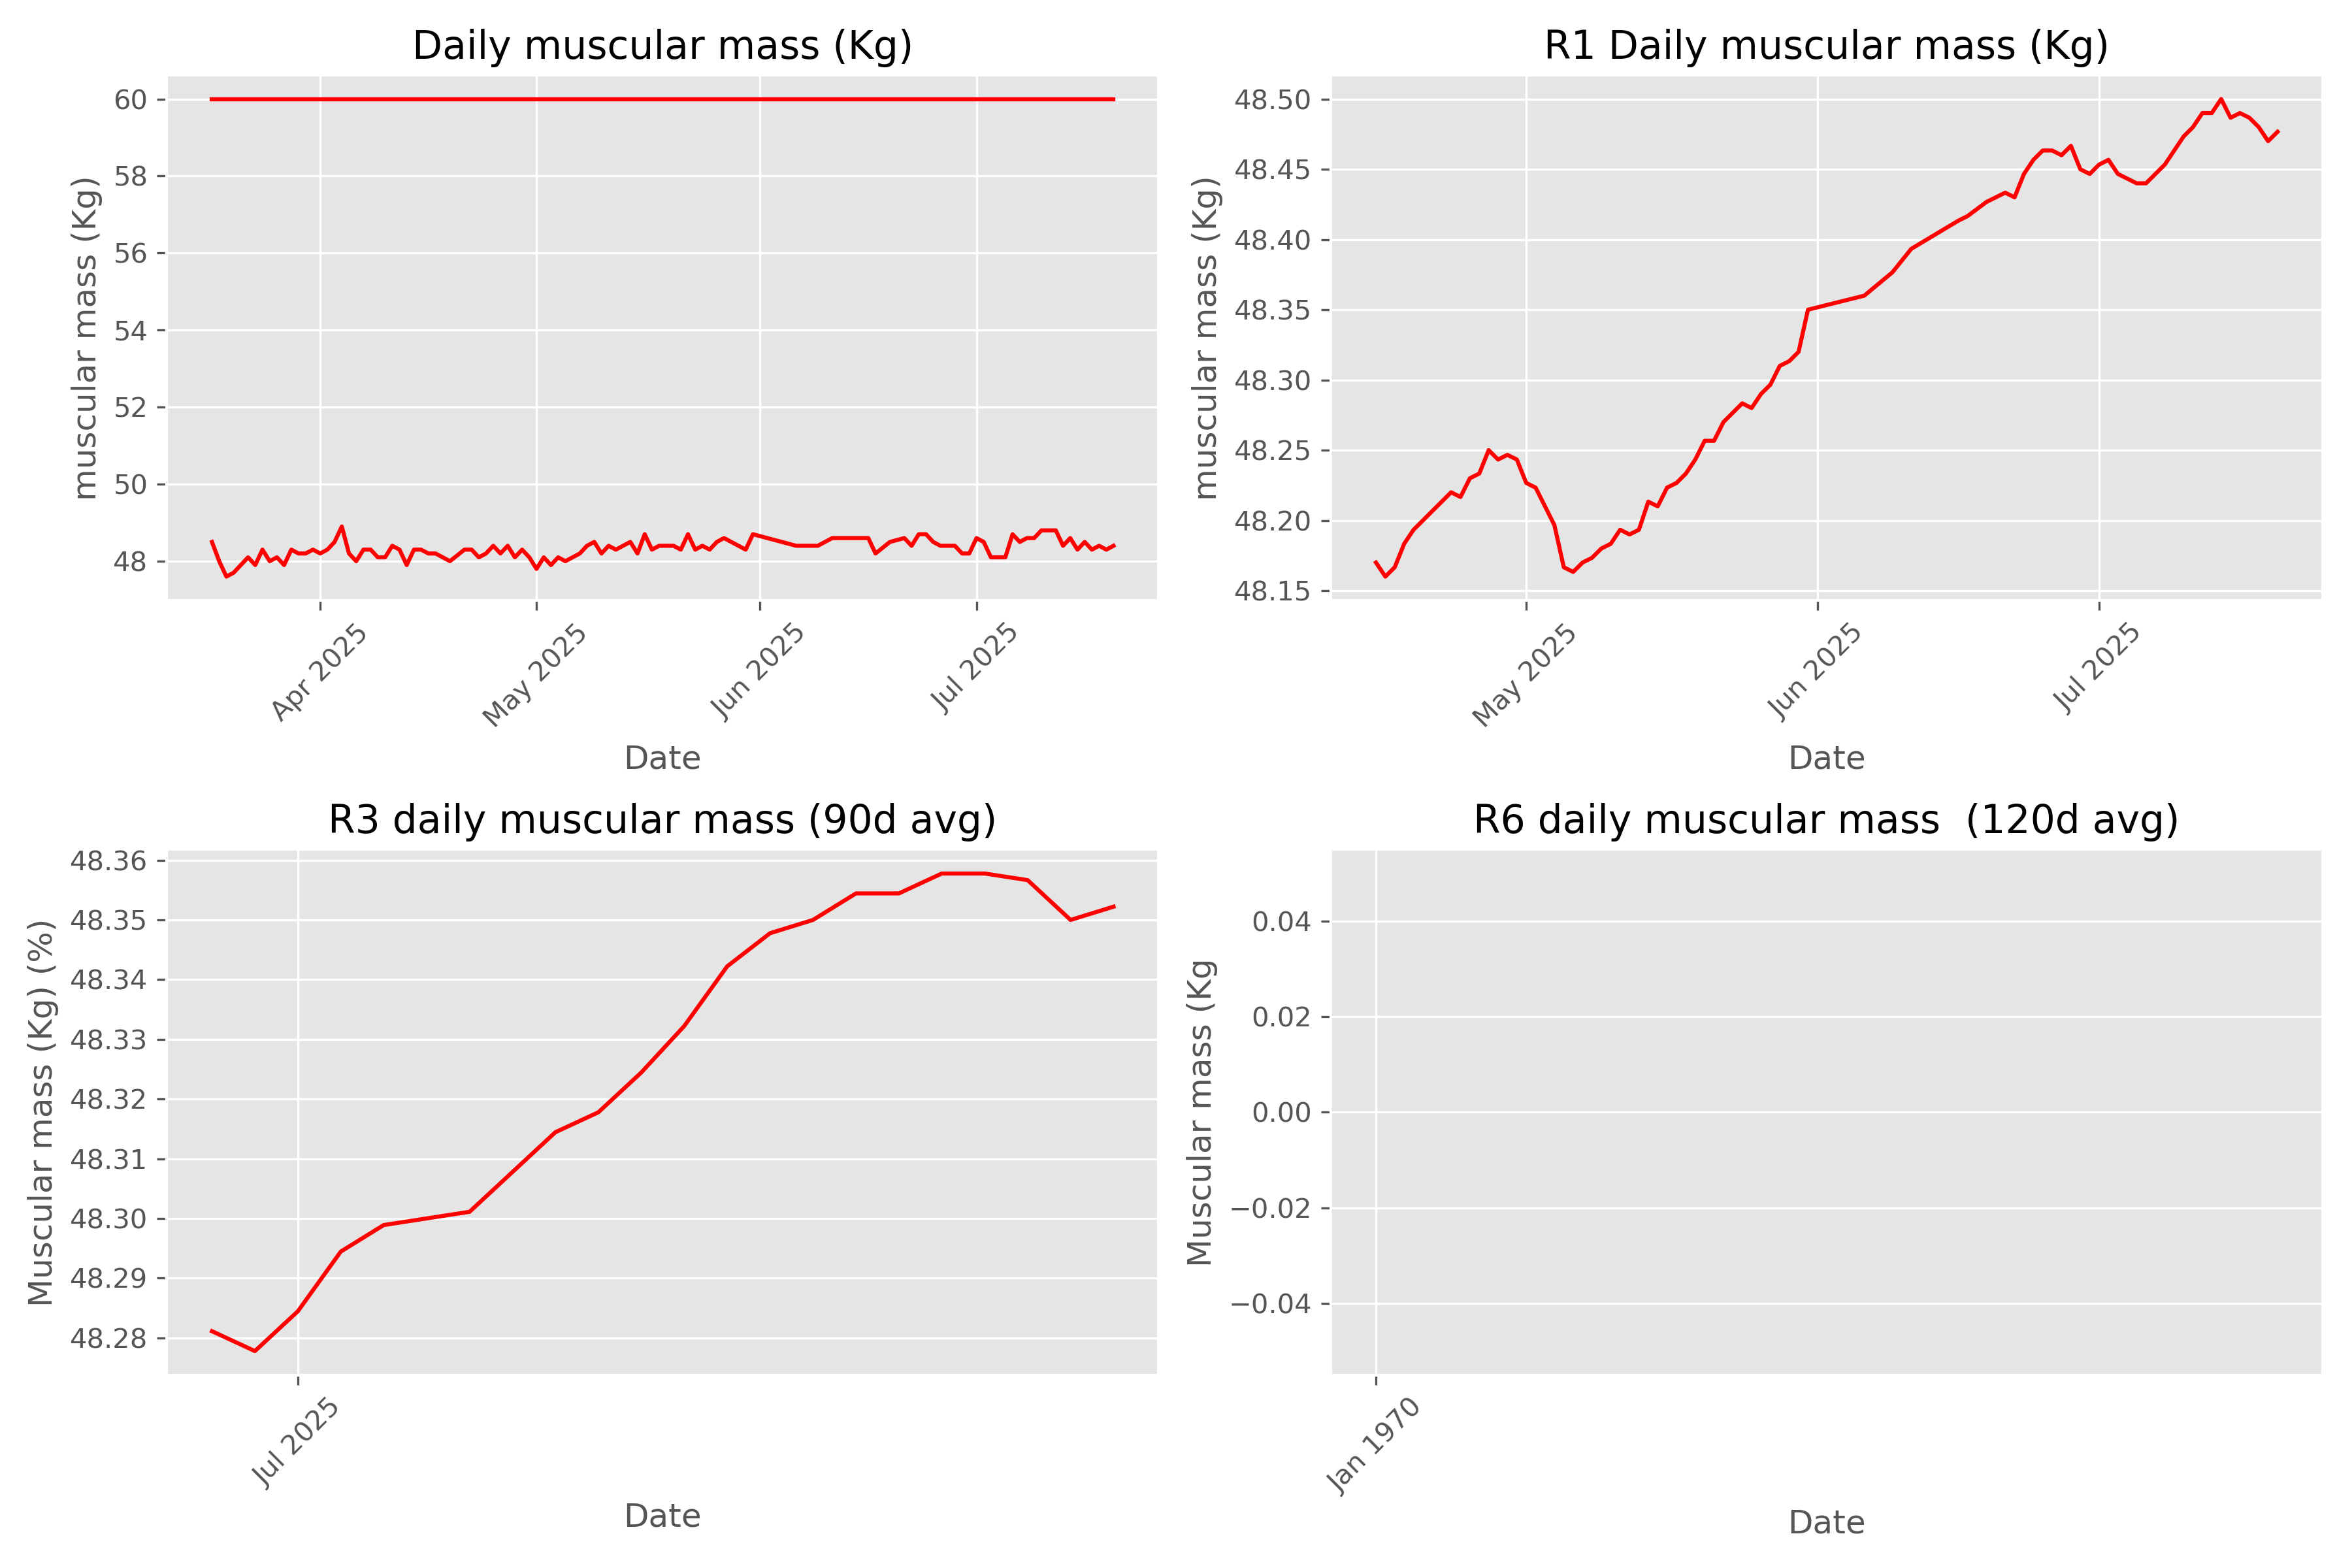 Daily muscular mass (Kg)
muscular mass (Kg)
60
58
56
54
52
50
48
Apr 2025
May 2025
Jun 2025
Jul 2025
Date
R1 Daily muscular mass (Kg)
muscular mass (Kg)
48.50
48.45
48.40
48.35
48.30
48.25
48.20
48.15
May 2025
Jun 2025
Jul 2025
Date
R3 daily muscular mass (90d avg)
Muscular mass (Kg) (%)
48.36
48.35
48.34
48.33
48.32
48.31
48.30
48.29
48.28
Jul 2025
Date
R6 daily muscular mass  (120d avg)
Muscular mass (Kg
0.04
0.02
0.00
−0.02
−0.04
Jan 1970
Date